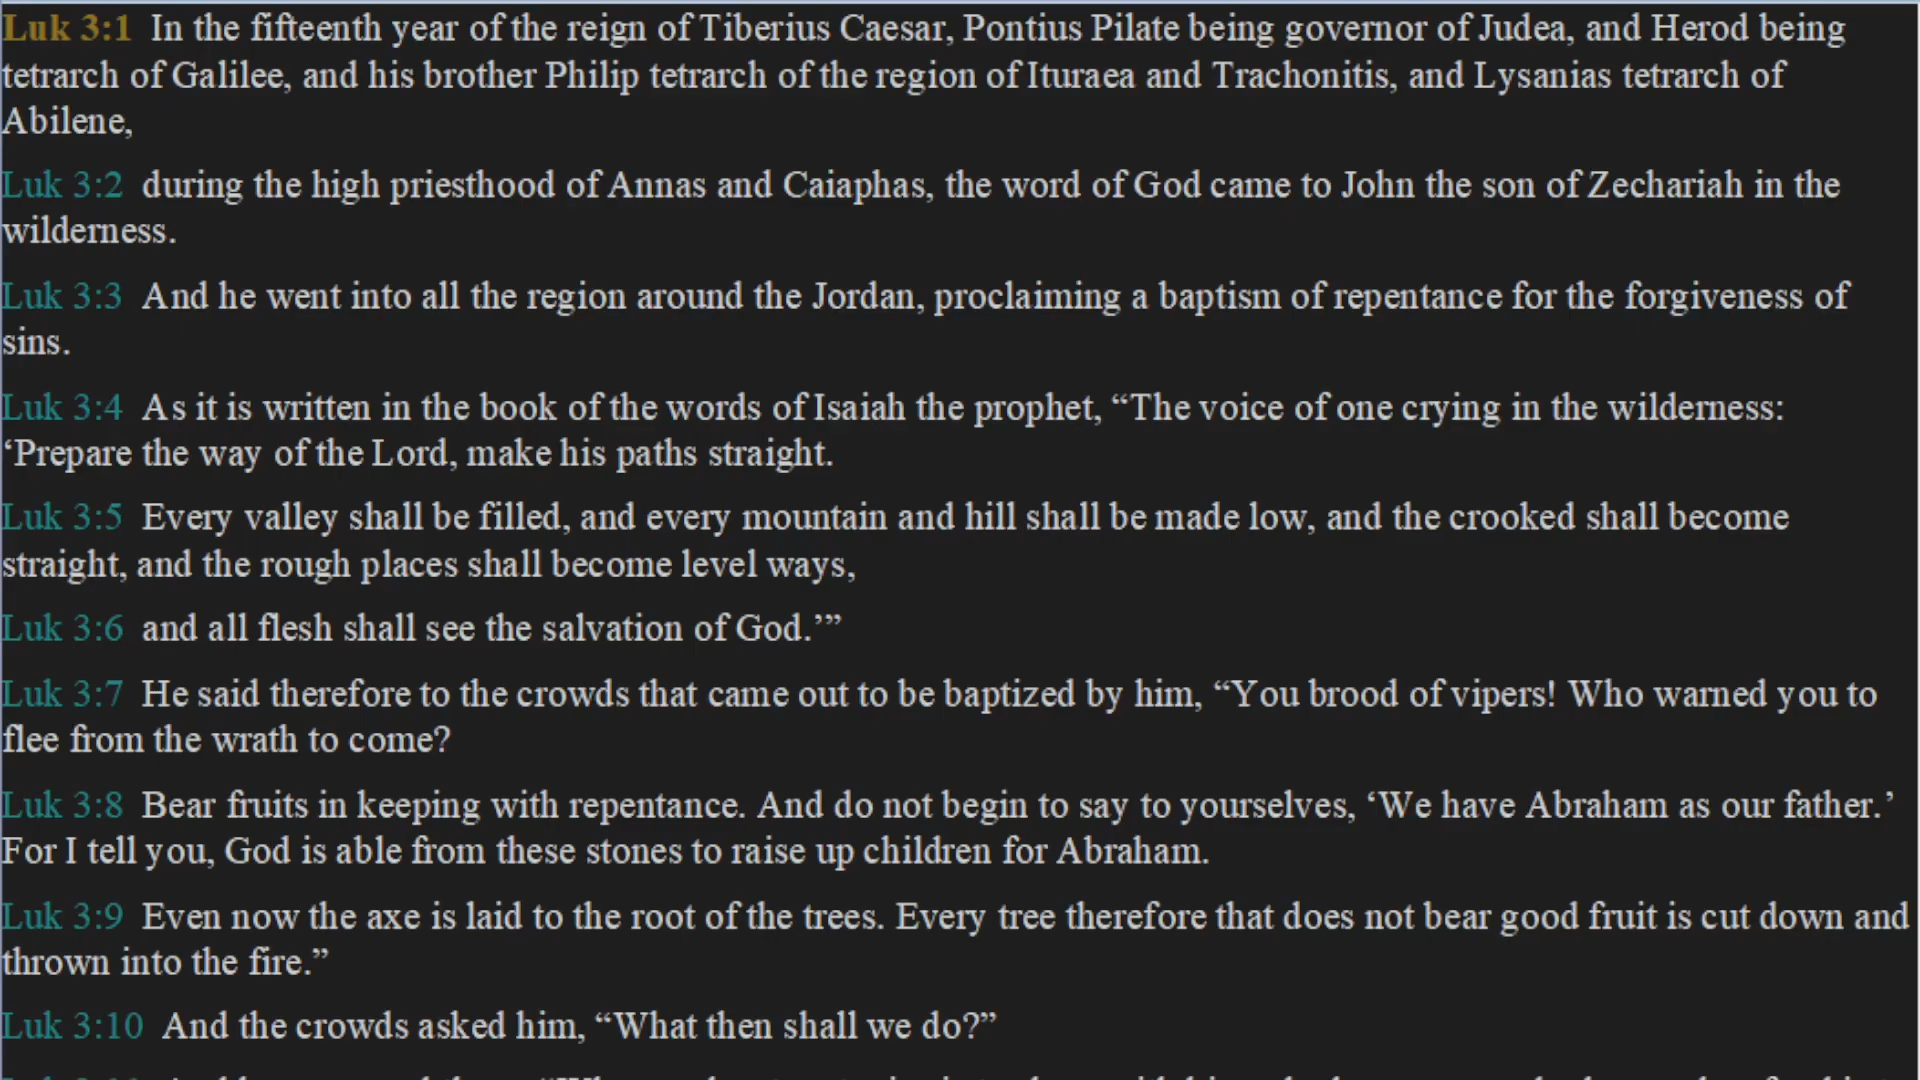 Luk 3:1 In the fifteenth year of the reign of Tiberius Caesar, Pontius Pilate being governor of Judea, and Herod being
tetrarch of Galilee, and his brother Philip tetrarch of the region of Ituraea and Trachonitis, and Lysanias tetrarch of
Abilene,
Luk 3:2 during the high priesthood of Annas and Caiaphas, the word of God came to John the son of Zechariah in the
wilderness.
Luk 3:3 And he went into all the region around the Jordan, proclaiming a baptism of repentance for the forgiveness of
sins.
Luk 3:4 As it is written in the book of the words of Isaiah the prophet, “The voice of one crying in the wilderness:
‘Prepare the way of the Lord, make his paths straight.
Luk 3:5 Every valley shall be filled, and every mountain and hill shall be made low, and the crooked shall become
straight, and the rough places shall become level ways,
Luk 3:6 and all flesh shall see the salvation of God.’”
Luk 3:7 He said therefore to the crowds that came out to be baptized by him, “You brood of vipers! Who warned you to
flee from the wrath to come?
Luk 3:8 Bear fruits in keeping with repentance. And do not begin to say to yourselves, ‘We have Abraham as our father.’
For I tell you, God is able from these stones to raise up children for Abraham.
Luk 3:9 Even now the axe is laid to the root of the trees. Every tree therefore that does not bear good fruit is cut down and
thrown into the fire.”
Luk 3:10 And the crowds asked him, “What then shall we do?”